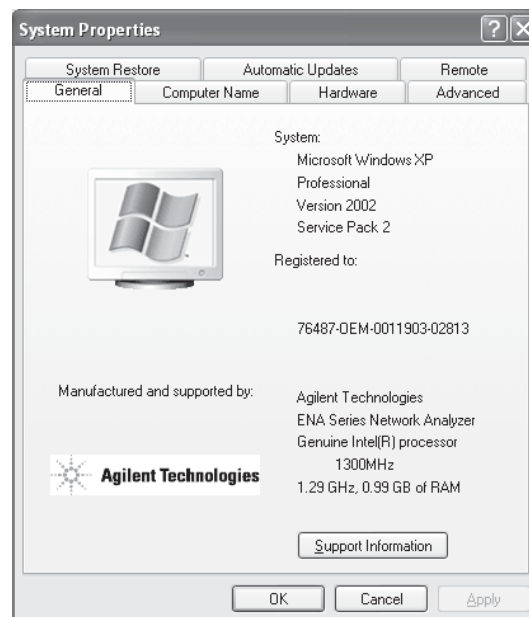 System Properties
System Restore
Automatic Updates
Remote
General
Computer Name
Hardware
Advanced
System:
Microsoft Windows XP
Professional
Version 2002
Service Pack 2
Registered to:
76487-OEM-0011903-02813
Manufactured and supported by:
Agilent Technologies
Agilent Technologies
ENA Series Network Analyzer
Genuine Intel(R) processor
1300MHz
1.29 GHz, 0.99 GB of RAM
Support Information
OK
Cancel
Apply